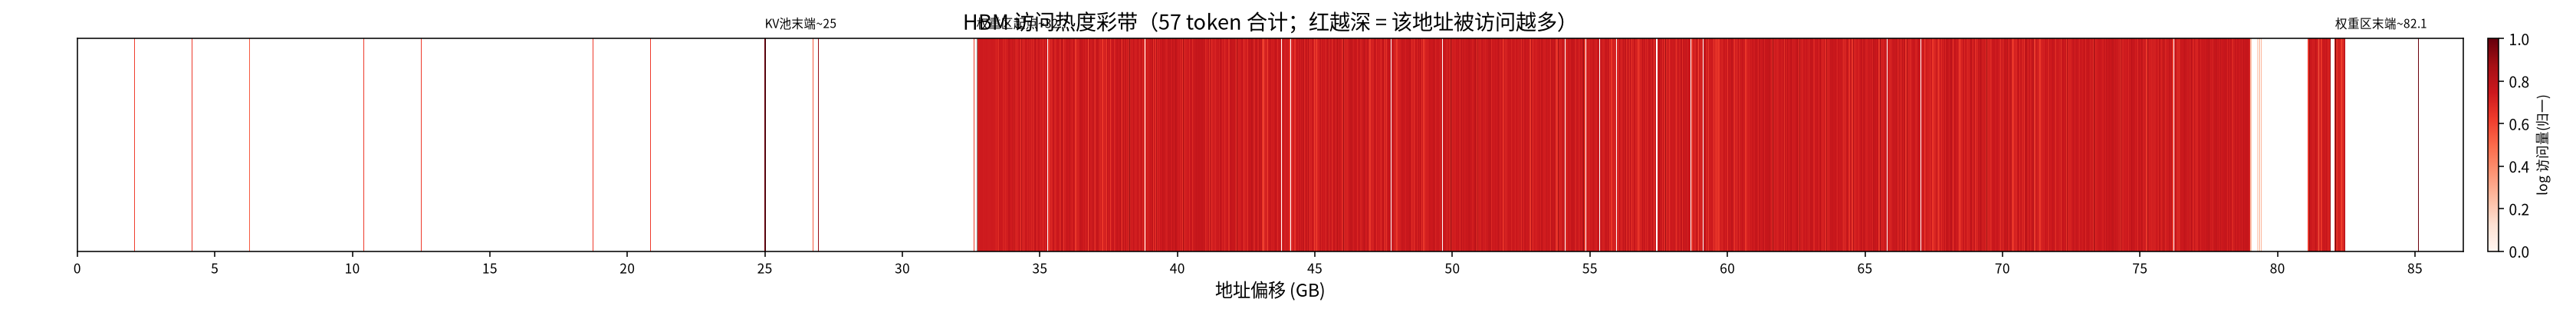 HBM 访问热度彩带（57 token 合计；红越深 = 该地址被访问越多）
KV池末端~25
权重区末端~82.1
1.0
0.8
0.6
0.4
0.2
0.0
log 访问量(归一)
0 5 10 15 20 25 30 35 40 45 50 55 60 65 70 75 80 85
地址偏移 (GB)